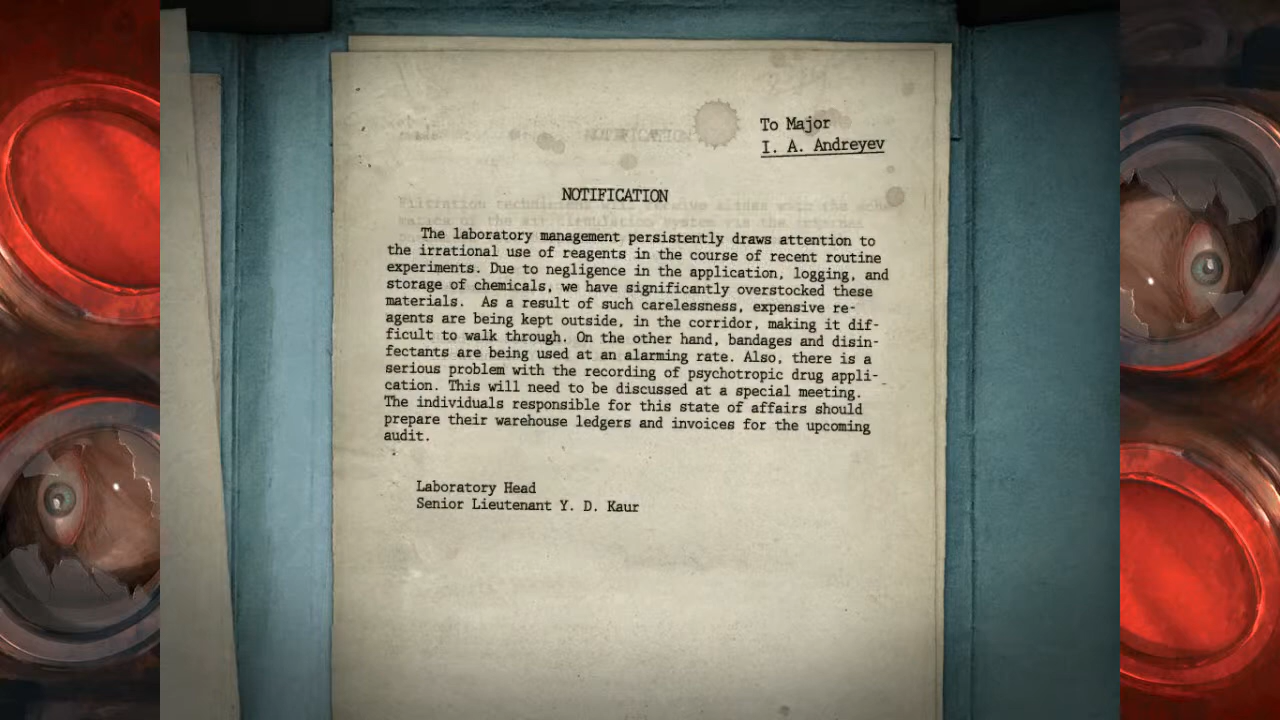 To Major
I. A. Andreyev
NOTIFICATION
The laboratory management persistently draws attention to
the irrational use of reagents in the course of recent routine
experiments. Due to negligence in the application, logging, and
storage of chemicals, we have significantly overstocked these
materials. As a result of such carelessness, expensive re-
agents are being kept outside, in the corridor, making it dif-
ficult to walk through. On the other hand, bandages and disin-
fectants are being used at an alarming rate. Also, there is a
serious problem with the recording of psychotropic drug appli-
cation. This will need to be discussed at a special meeting.
The individuals responsible for this state of affairs should
prepare their warehouse ledgers and invoices for the upcoming
audit.
Laboratory Head
Senior Lieutenant Y. D. Kaur